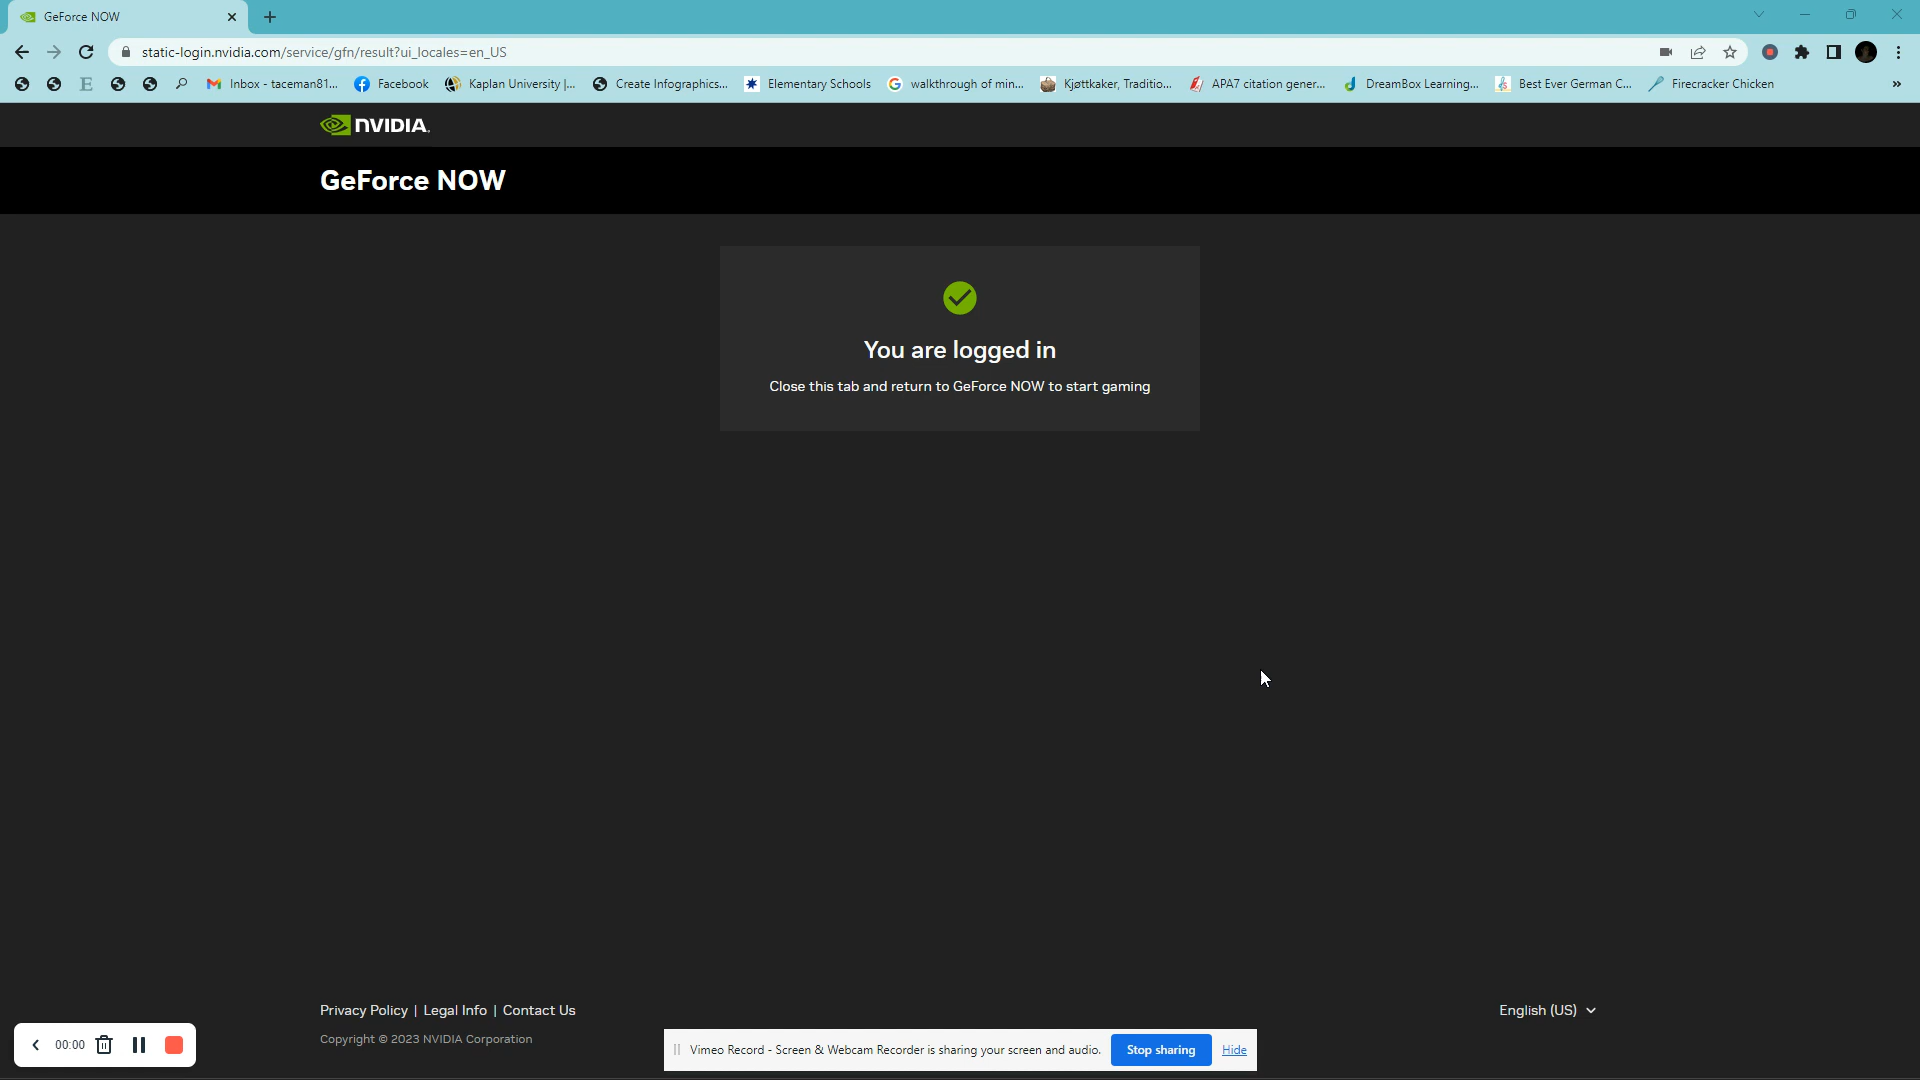 GeForce NOW
static-login.nvidia.com/service/gfn/result?ui_locales=en_US
Inbox - taceman81... Facebook Kaplan University |... Create Infographics... Elementary Schools walkthrough of min... Kjøttkaker, Traditio... APA7 citation gener... DreamBox Learning,... Best Ever German C... Firecracker Chicken
NVIDIA.
GeForce NOW
You are logged in
Close this tab and return to GeForce NOW to start gaming
Privacy Policy | Legal Info | Contact Us
English (US)
Copyright © 2023 NVIDIA Corporation
00:00
Vimeo Record - Screen & Webcam Recorder is sharing your screen and audio. Stop sharing Hide